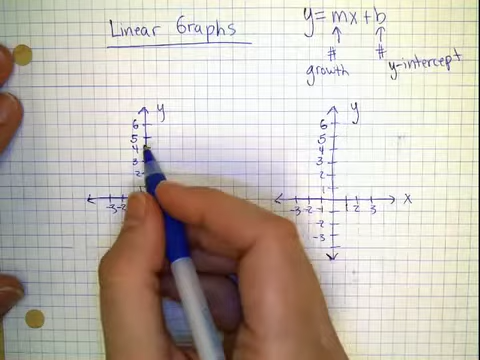 Linear Graphs
y = mx + b
# #
growth y-intercept
y
6
5
4
3
2
1
-3 -2
y
6
5
4
3
2
1
-3 -2 -1 1 2 3 x
-2
-3